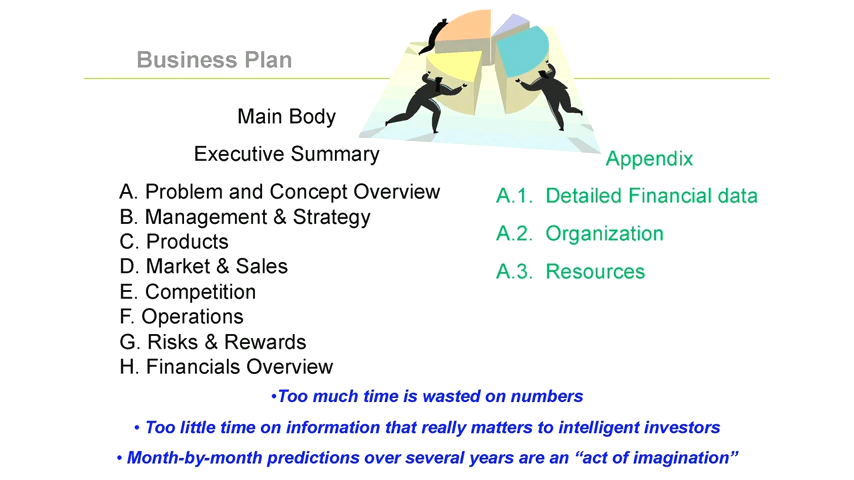 Business Plan
Main Body
Executive Summary
A. Problem and Concept Overview
B. Management & Strategy
C. Products
D. Market & Sales
E. Competition
F. Operations
G. Risks & Rewards
H. Financials Overview
Appendix
A.1. Detailed Financial data
A.2. Organization
A.3. Resources
•Too much time is wasted on numbers
• Too little time on information that really matters to intelligent investors
• Month-by-month predictions over several years are an “act of imagination”